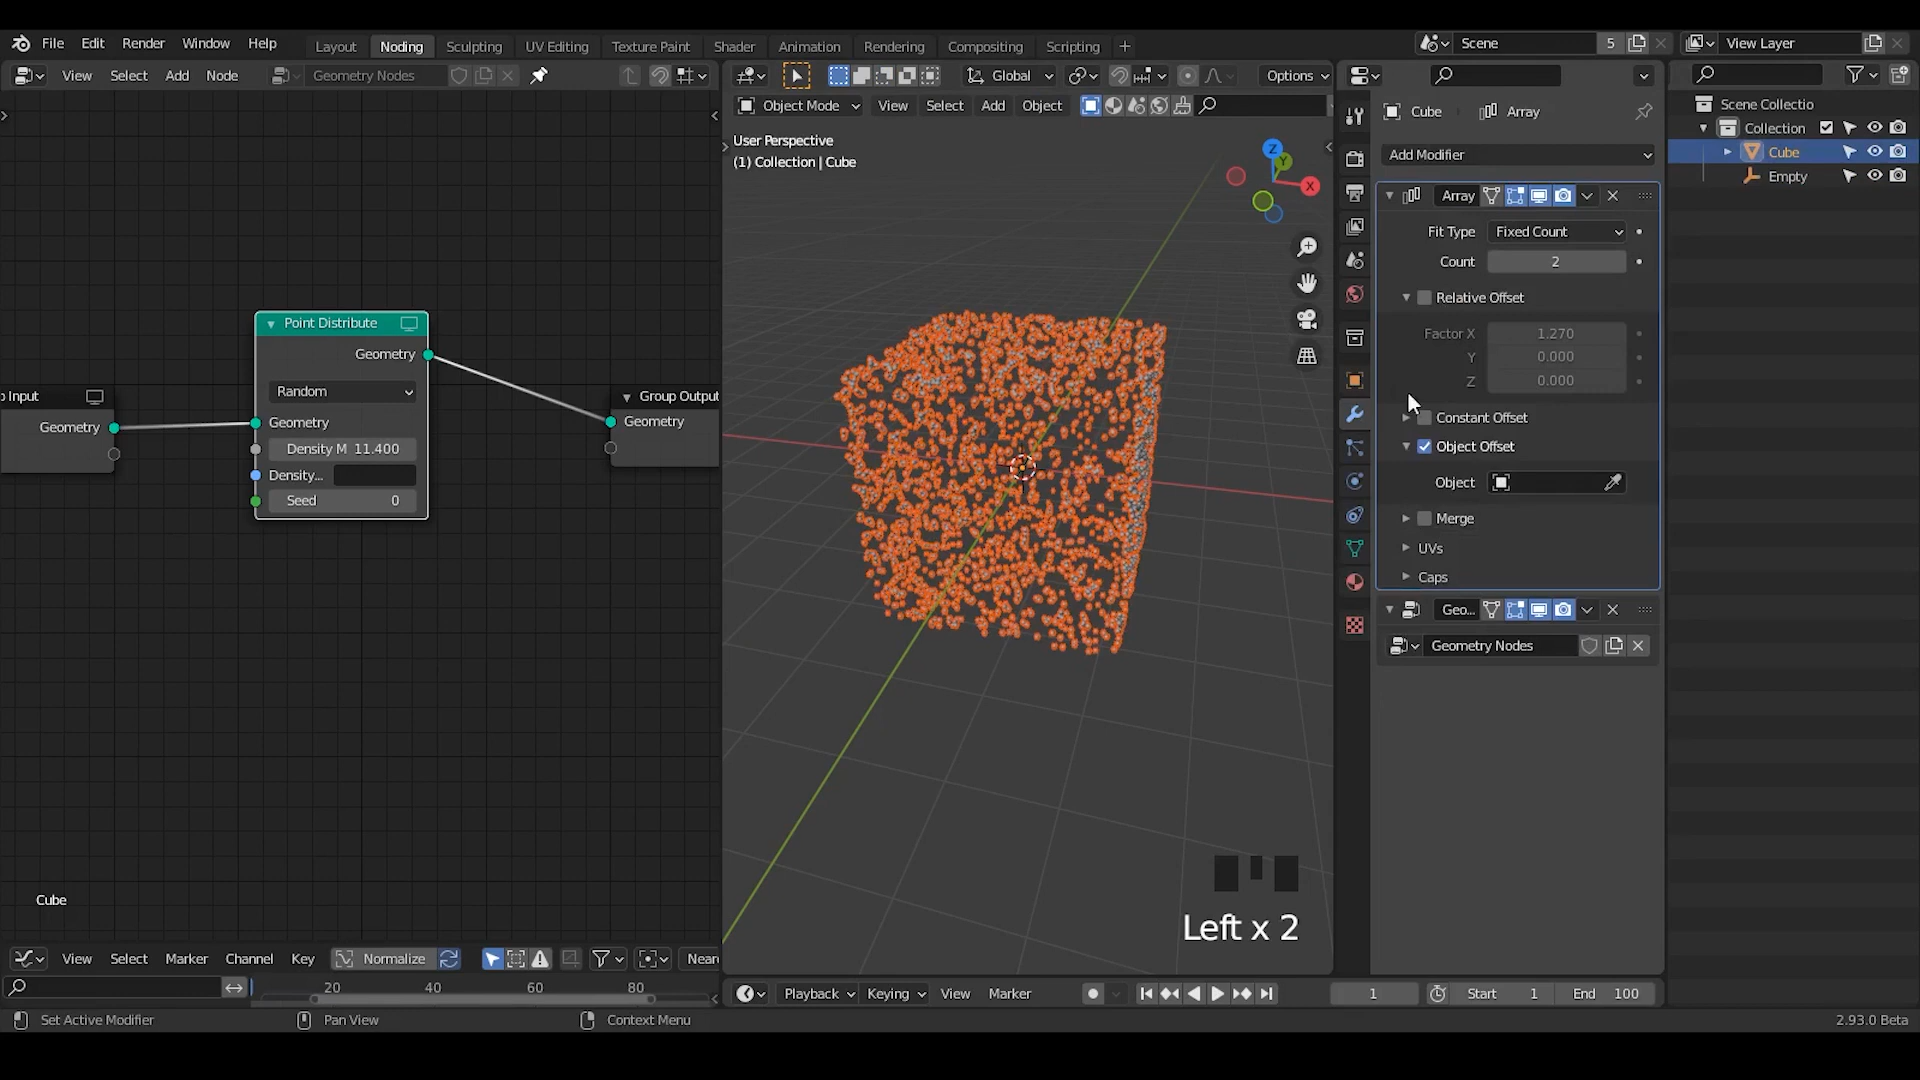 File Edit Render Window Help Layout Noding Sculpting UV Editing Texture Paint Shader Animation Rendering Compositing Scripting Scene 5 View Layer
View Select Add Node Geometry Nodes Global Options
Object Mode View Select Add Object
Cube Array
Scene Collectio
Collection
Cube
Empty
User Perspective
(1) Collection | Cube
Z
Y
X
Add Modifier
Array
Fit Type Fixed Count
Count 2
Relative Offset
Factor X 1.270
Y 0.000
Z 0.000
Constant Offset
Object Offset
Object
Merge
UVs
Caps
Geo...
Geometry Nodes
p Input
Geometry
Point Distribute
Geometry
Random
Geometry
Density M 11.400
Density...
Seed 0
Group Output
Geometry
Cube
Left x 2
View Select Marker Channel Key Normalize Near
20 40 60 80
Playback Keying View Marker 1 Start 1 End 100
Set Active Modifier Pan View Context Menu 2.93.0 Beta